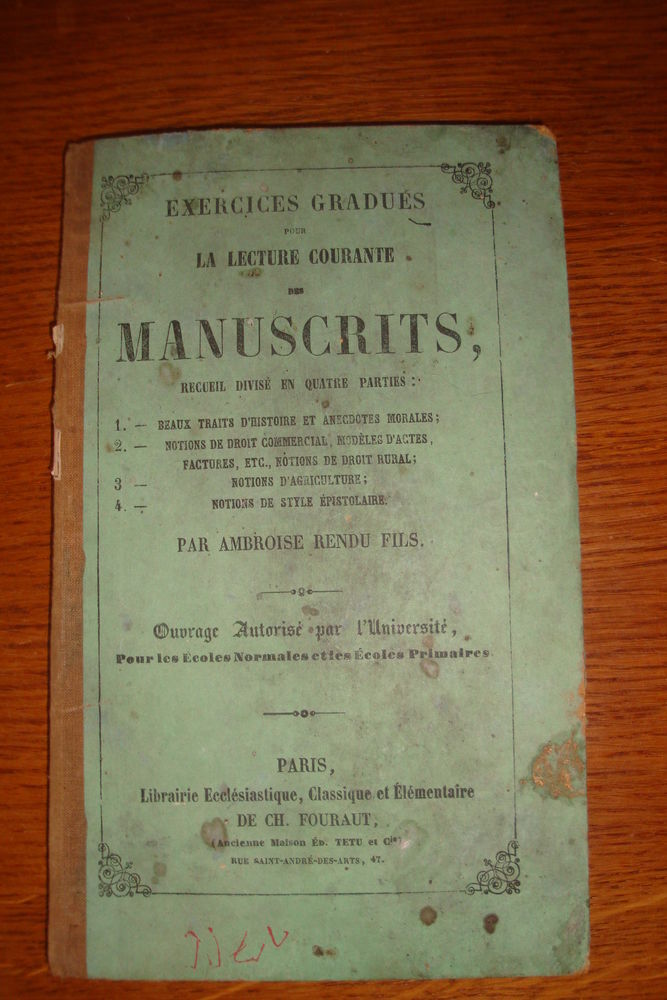 EXERCICES GRADUÉS
POUR
LA LECTURE COURANTE
DES
MANUSCRITS,
RECUEIL DIVISÉ EN QUATRE PARTIES :
1. — BEAUX TRAITS D'HISTOIRE ET ANECDOTES MORALES;
2. — NOTIONS DE DROIT COMMERCIAL, MODÈLES D'ACTES,
FACTURES, ETC., NOTIONS DE DROIT RURAL;
3 — NOTIONS D'AGRICULTURE;
4. — NOTIONS DE STYLE ÉPISTOLAIRE.
PAR AMBROISE RENDU FILS.
Ouvrage Autorisé par l'Université,
Pour les Écoles Normales et les Écoles Primaires
PARIS,
Librairie Ecclésiastique, Classique et Élémentaire
DE CH. FOURAUT,
(Ancienne Maison ÉD. TETU et Cie)
RUE SAINT-ANDRÉ-DES-ARTS, 47.